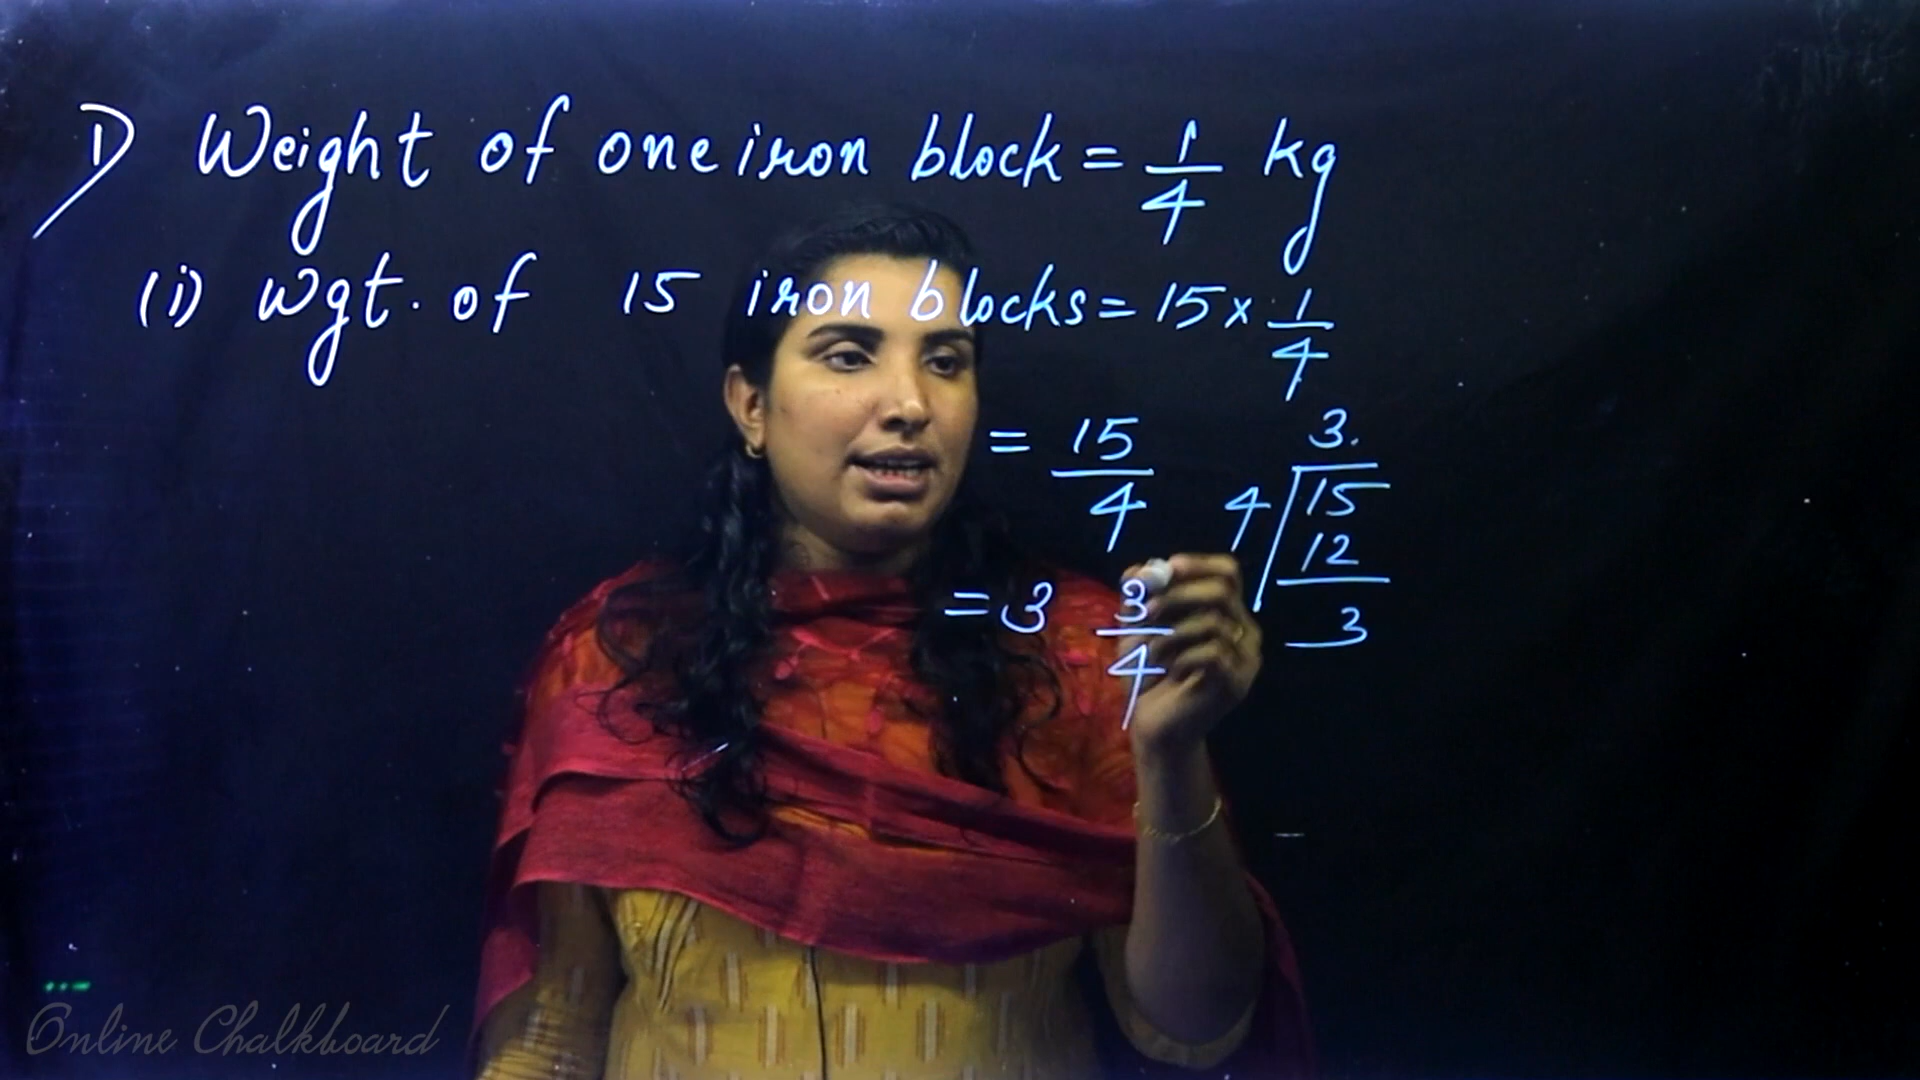 1) Weight of one iron block = 1/4 kg
(i) Wgt. of 15 iron blocks = 15 × 1/4
= 15/4
= 3 3/4
3.
4 15
12
3
Online Chalkboard